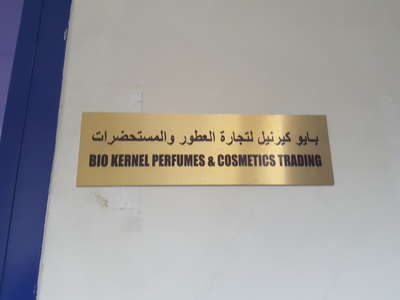 بايو كيرنيل لتجارة العطور والمستحضرات
BIO KERNEL PERFUMES & COSMETICS TRADING